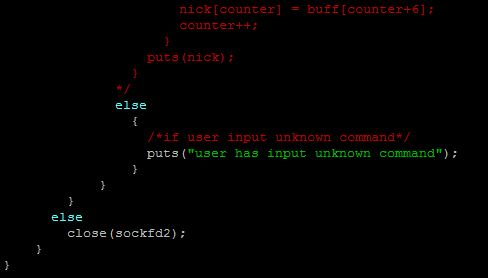 nick[counter] = buff[counter+6];
counter++;
}
puts(nick);
}
*/
else
{
/*if user input unknown command*/
puts("user has input unknown command");
}
}
}
else
close(sockfd2);
}
}